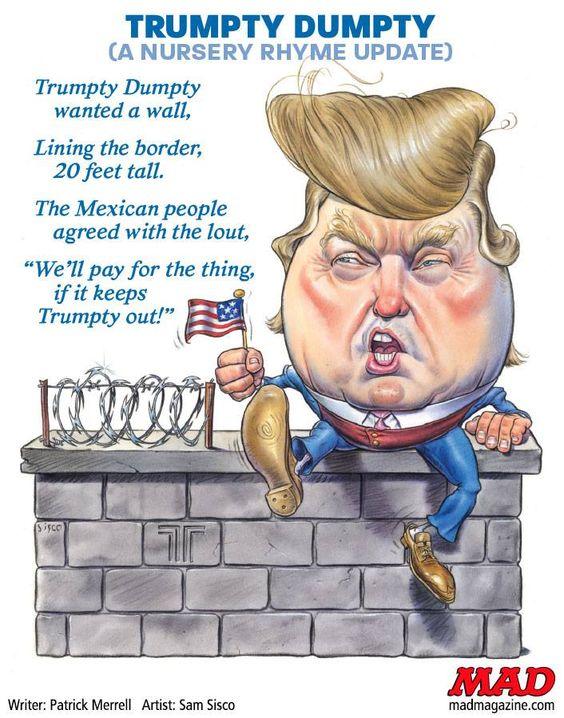 TRUMPTY DUMPTY
(A NURSERY RHYME UPDATE)
Trumpty Dumpty
wanted a wall,
Lining the border,
20 feet tall.
The Mexican people
agreed with the lout,
“We’ll pay for the thing,
if it keeps
Trumpty out!”
SISCO
T
MAD
Writer: Patrick Merrell Artist: Sam Sisco
madmagazine.com